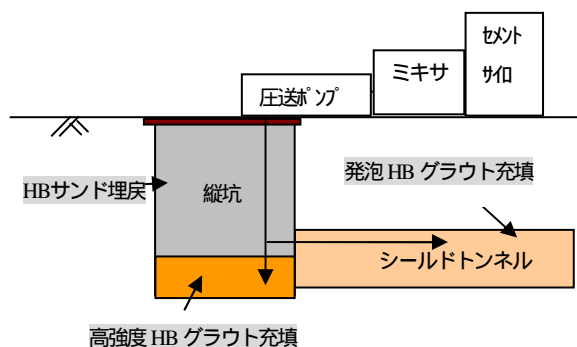 セメント
サイロ
ミキサ
圧送ポンプ
発泡 HB グラウト充填
HBサンド埋戻
縦坑
シールドトンネル
高強度 HB グラウト充填